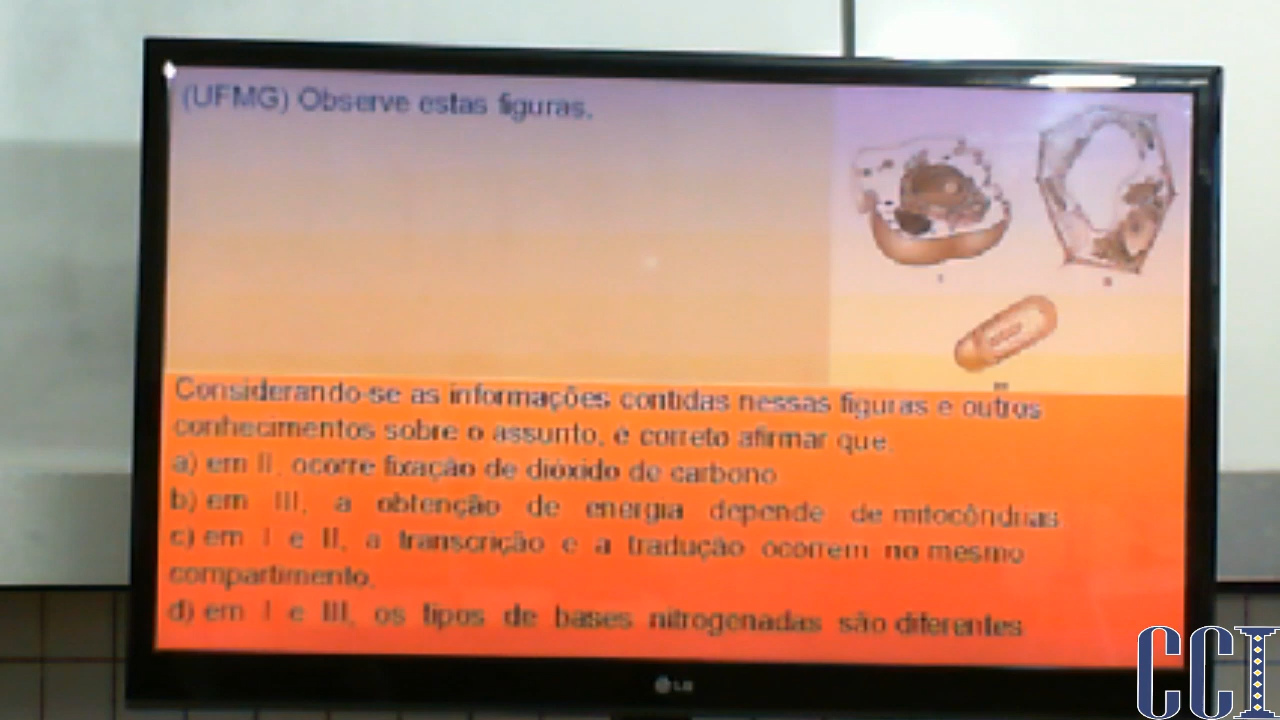 (UFMG) Observe estas figuras.
Considerando-se as informações contidas nessas figuras e outros
conhecimentos sobre o assunto, é correto afirmar que
a) em II, ocorre fixação de dióxido de carbono
b) em III, a obtenção de energia depende de mitocôndrias
c) em I e II, a transcrição e a tradução ocorrem no mesmo
compartimento.
d) em I e III, os tipos de bases nitrogenadas são diferentes
LG
CCI